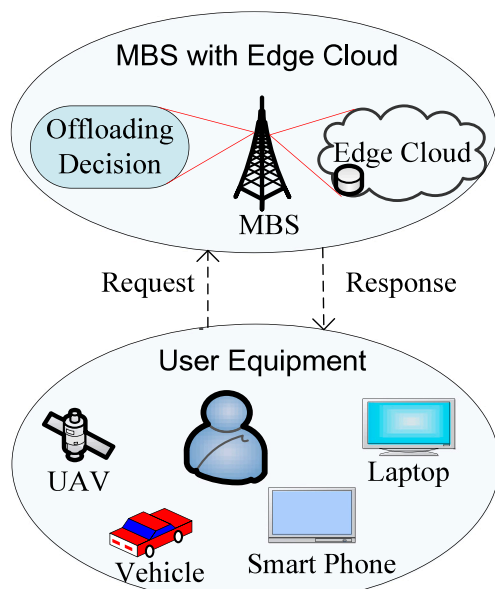 MBS with Edge Cloud
Offloading
Decision
Edge Cloud
MBS
Request
Response
User Equipment
UAV
Laptop
Vehicle
Smart Phone